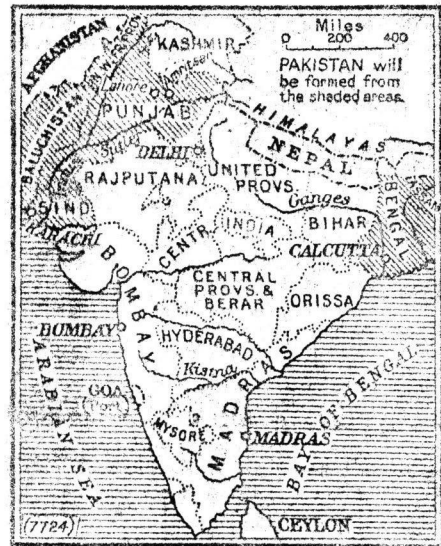 Miles
0 200 400
PAKISTAN will
be formed from
the shaded areas.
AFGHANISTAN
KASHMIR
BALUCHISTAN
Lahore
Amritsar
PUNJAB
HIMALAYAS
NEPAL
DELHI
RAJPUTANA
UNITED
PROVS.
SIND
KARACHI
Ganges
BENGAL
INDIA
BIHAR
CENTR
CALCUTTA
BOMBAY
CENTRAL
PROVS. &
BERAR
ORISSA
BOMBAY
HYDERABAD
Kistna
GOA
MYSORE
MADRAS
MADRAS
ARABIAN SEA
BAY OF BENGAL
(7724)
CEYLON